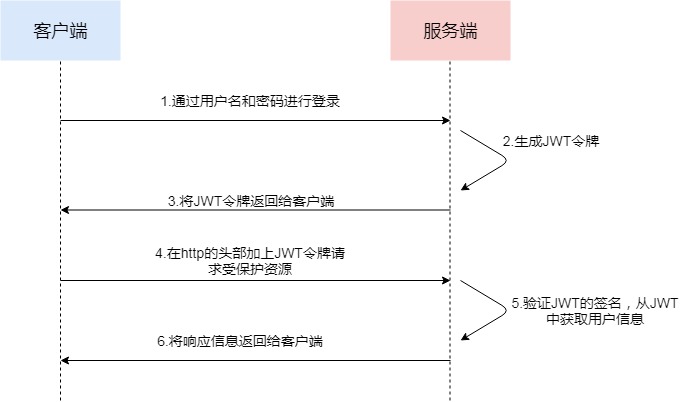 客户端
服务端
1.通过用户名和密码进行登录
2.生成JWT令牌
3.将JWT令牌返回给客户端
4.在http的头部加上JWT令牌请
求受保护资源
5.验证JWT的签名，从JWT
中获取用户信息
6.将响应信息返回给客户端